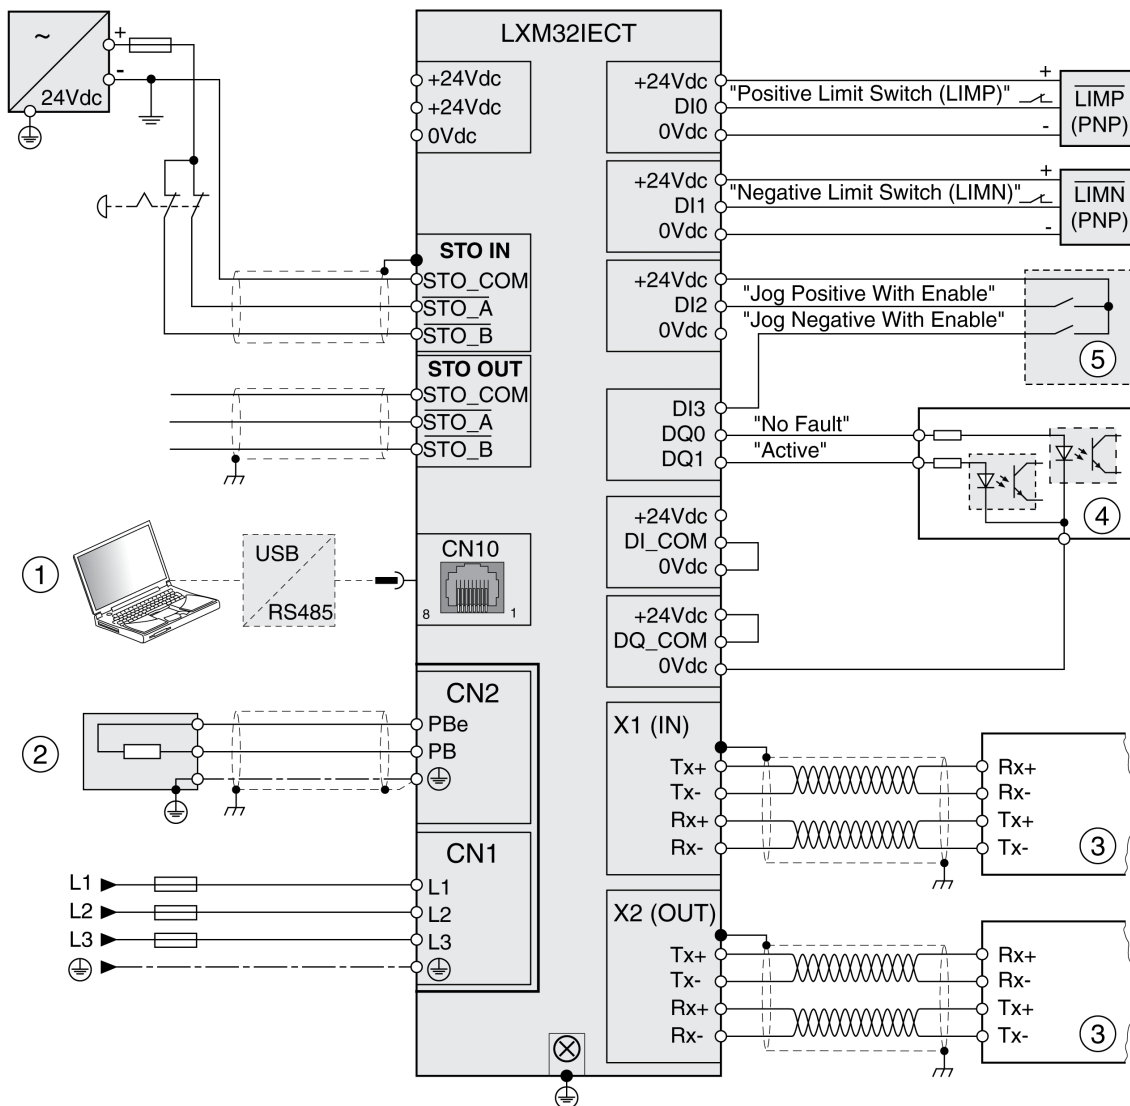 LXM32IECT
~
+
-
24Vdc
+24Vdc
+24Vdc
0Vdc
STO IN
STO_COM
STO_A
STO_B
STO OUT
STO_COM
STO_A
STO_B
1
USB
RS485
CN10
8
1
2
CN2
PBe
PB
CN1
L1
L1
L2
L2
L3
L3
+24Vdc
DI0
0Vdc
"Positive Limit Switch (LIMP)"
+
-
LIMP
(PNP)
+24Vdc
DI1
0Vdc
"Negative Limit Switch (LIMN)"
+
-
LIMN
(PNP)
+24Vdc
DI2
0Vdc
"Jog Positive With Enable"
"Jog Negative With Enable"
5
DI3
DQ0
DQ1
"No Fault"
"Active"
4
+24Vdc
DI_COM
0Vdc
+24Vdc
DQ_COM
0Vdc
X1 (IN)
Tx+
Tx-
Rx+
Rx-
Rx+
Rx-
Tx+
Tx-
3
X2 (OUT)
Tx+
Tx-
Rx+
Rx-
Rx+
Rx-
Tx+
Tx-
3